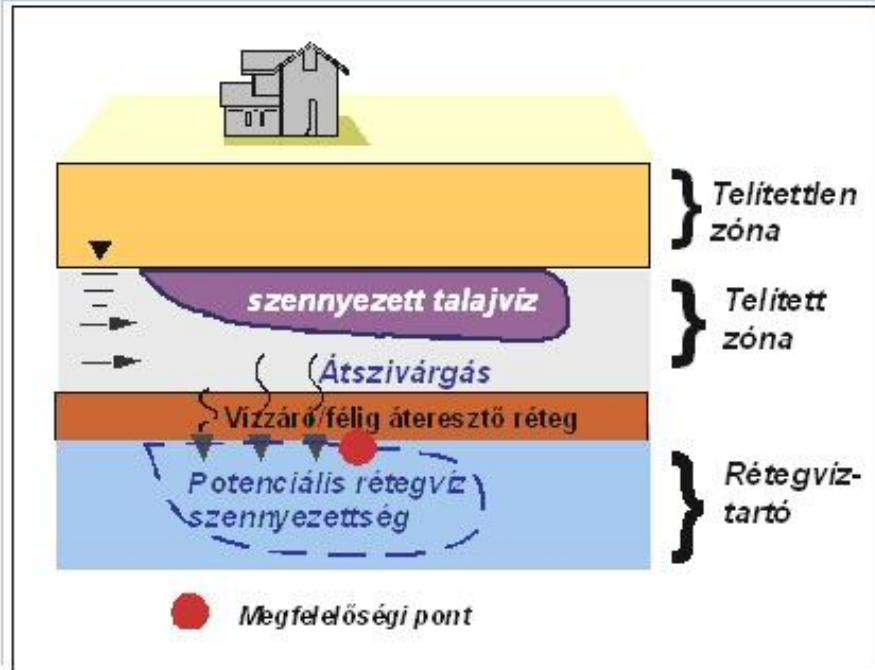 Telítettlen
zóna
szennyezett talajvíz
Telített
zóna
Átszivárgás
Vízzáró/félig áteresztő réteg
Potenciális rétegvíz
szennyezettség
Rétegvíz-
tartó
Megfelelőségi pont